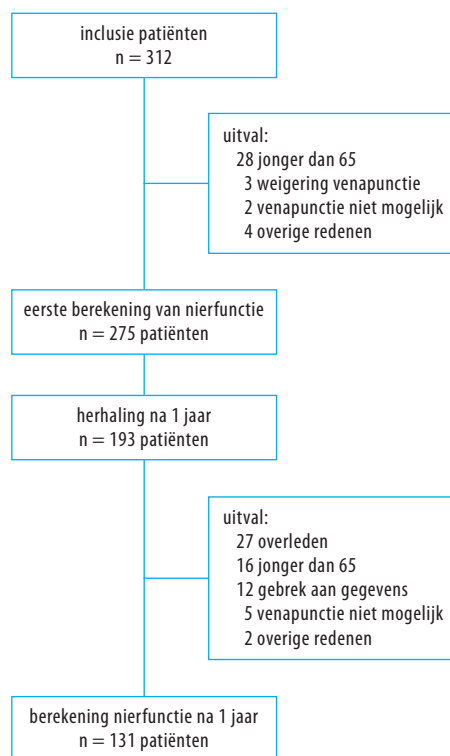 inclusie patiënten
n = 312
uitval:
28 jonger dan 65
3 weigering venapunctie
2 venapunctie niet mogelijk
4 overige redenen
eerste berekening van nierfunctie
n = 275 patiënten
herhaling na 1 jaar
n = 193 patiënten
uitval:
27 overleden
16 jonger dan 65
12 gebrek aan gegevens
5 venapunctie niet mogelijk
2 overige redenen
berekening nierfunctie na 1 jaar
n = 131 patiënten